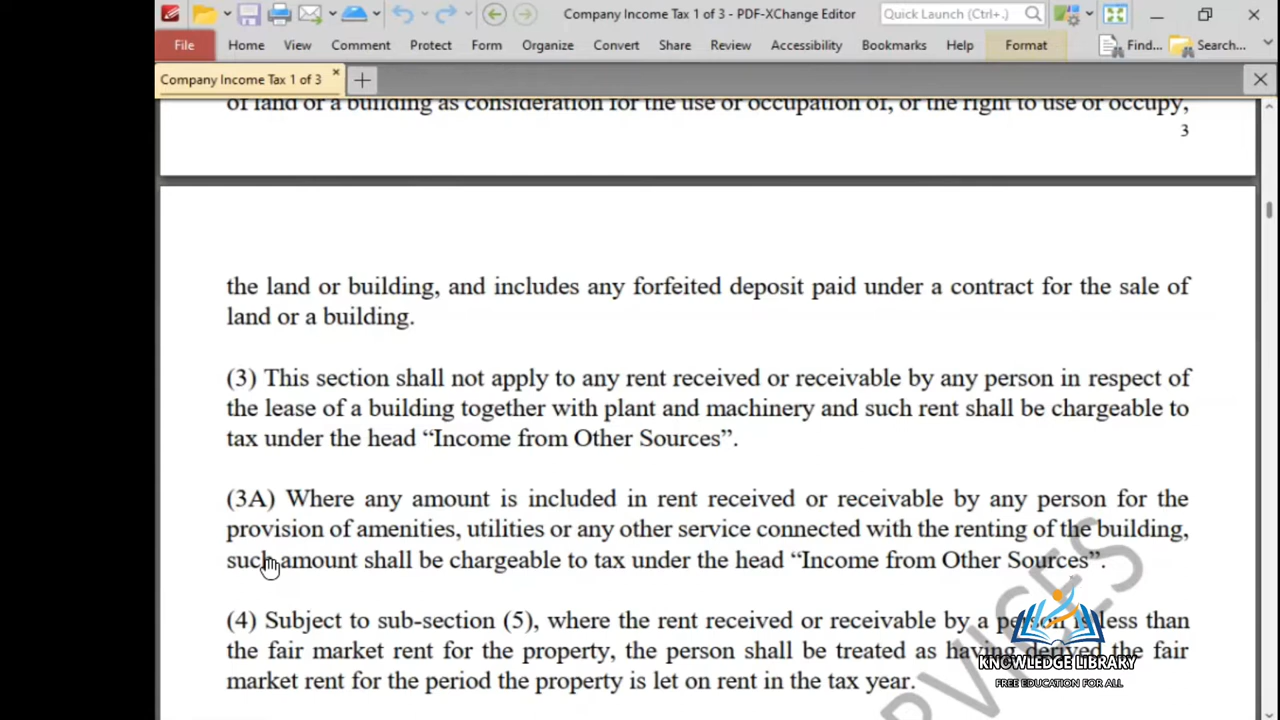 Company Income Tax 1 of 3 - PDF-XChange Editor
Quick Launch (Ctrl+.)
File Home View Comment Protect Form Organize Convert Share Review Accessibility Bookmarks Help Format Find... Search...
Company Income Tax 1 of 3
of land or a building as consideration for the use or occupation of, or the right to use or occupy,
3
the land or building, and includes any forfeited deposit paid under a contract for the sale of
land or a building.
(3) This section shall not apply to any rent received or receivable by any person in respect of
the lease of a building together with plant and machinery and such rent shall be chargeable to
tax under the head “Income from Other Sources”.
(3A) Where any amount is included in rent received or receivable by any person for the
provision of amenities, utilities or any other service connected with the renting of the building,
such amount shall be chargeable to tax under the head “Income from Other Sources”.
(4) Subject to sub-section (5), where the rent received or receivable by a person is less than
the fair market rent for the property, the person shall be treated as having derived the fair
market rent for the period the property is let on rent in the tax year.
VICES
KNOWLEDGE LIBRARY
FREE EDUCATION FOR ALL